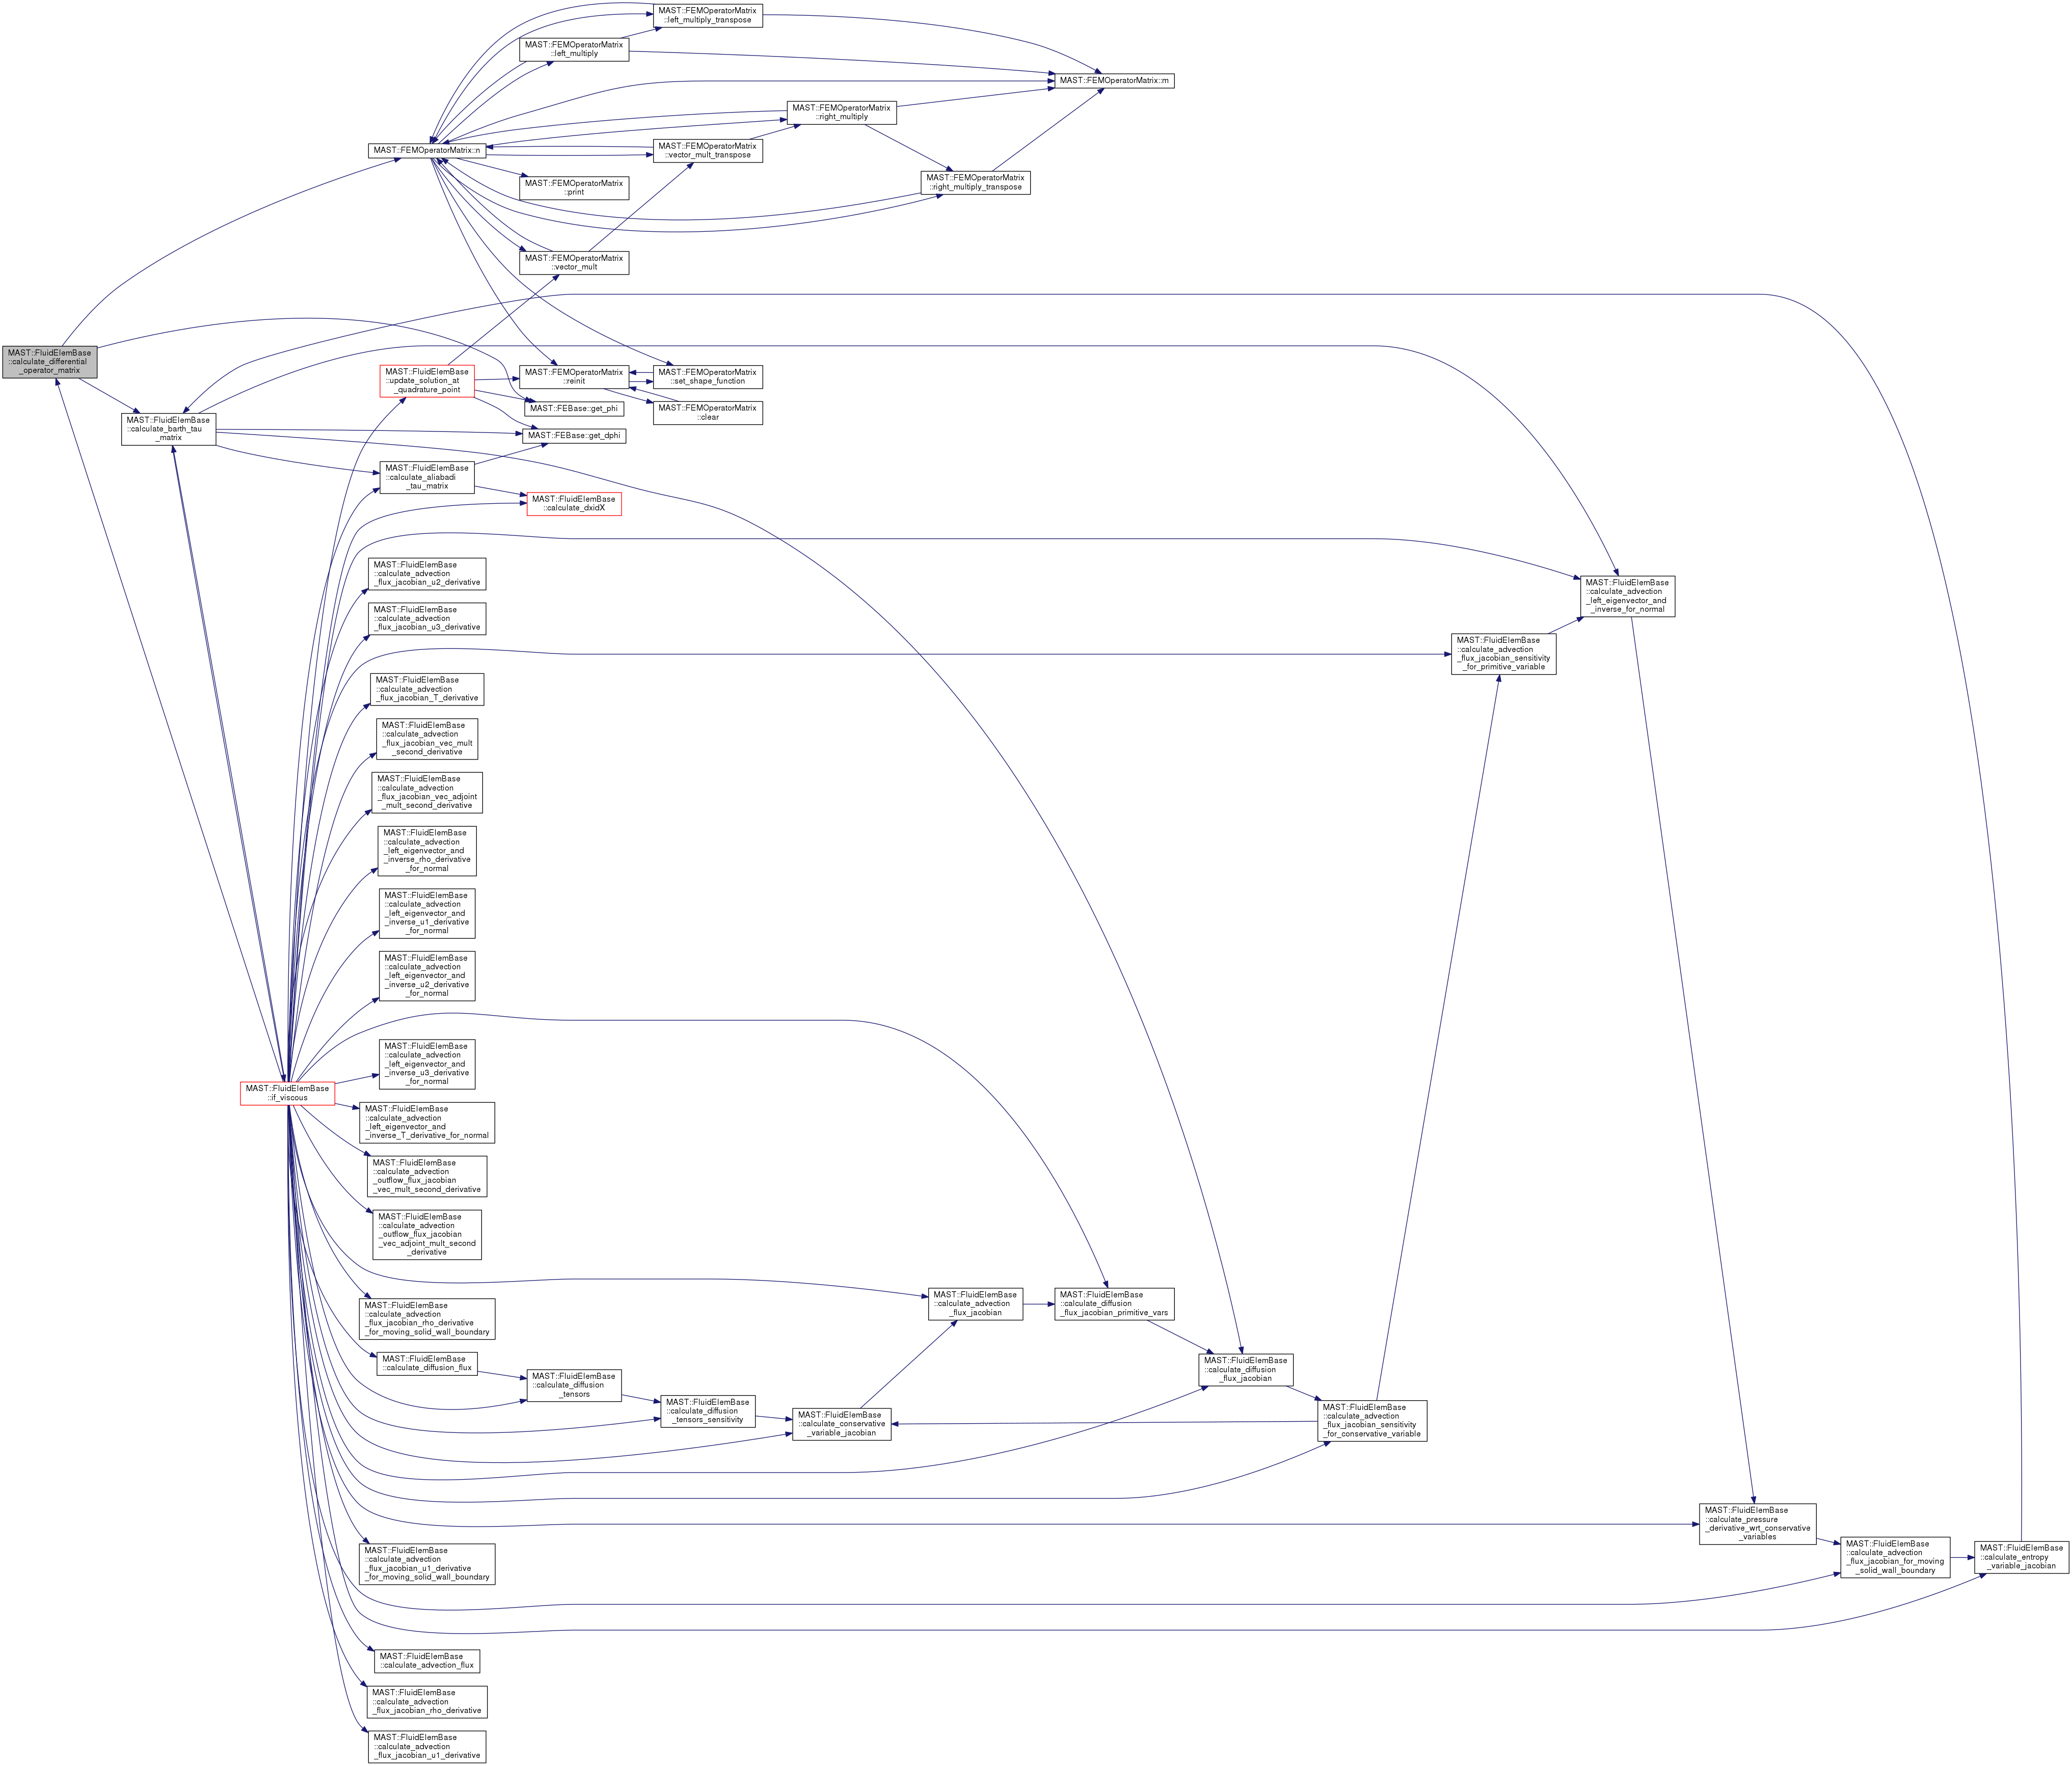 MAST::FEMOperatorMatrix
::left_multiply_transpose
MAST::FEMOperatorMatrix
::left_multiply
MAST::FEMOperatorMatrix::m
MAST::FEMOperatorMatrix
::right_multiply
MAST::FEMOperatorMatrix::n
MAST::FEMOperatorMatrix
::vector_mult_transpose
MAST::FEMOperatorMatrix
::print
MAST::FEMOperatorMatrix
::right_multiply_transpose
MAST::FEMOperatorMatrix
::vector_mult
MAST::FluidElemBase
::calculate_differential
_operator_matrix
MAST::FluidElemBase
::update_solution_at
_quadrature_point
MAST::FEMOperatorMatrix
::reinit
MAST::FEMOperatorMatrix
::set_shape_function
MAST::FEBase::get_phi
MAST::FEMOperatorMatrix
::clear
MAST::FluidElemBase
::calculate_barth_tau
_matrix
MAST::FEBase::get_dphi
MAST::FluidElemBase
::calculate_aliabadi
_tau_matrix
MAST::FluidElemBase
::calculate_dxidX
MAST::FluidElemBase
::calculate_advection
_flux_jacobian_u2_derivative
MAST::FluidElemBase
::calculate_advection
_left_eigenvector_and
_inverse_for_normal
MAST::FluidElemBase
::calculate_advection
_flux_jacobian_u3_derivative
MAST::FluidElemBase
::calculate_advection
_flux_jacobian_sensitivity
_for_primitive_variable
MAST::FluidElemBase
::calculate_advection
_flux_jacobian_T_derivative
MAST::FluidElemBase
::calculate_advection
_flux_jacobian_vec_mult
_second_derivative
MAST::FluidElemBase
::calculate_advection
_flux_jacobian_vec_adjoint
_mult_second_derivative
MAST::FluidElemBase
::calculate_advection
_left_eigenvector_and
_inverse_rho_derivative
_for_normal
MAST::FluidElemBase
::calculate_advection
_left_eigenvector_and
_inverse_u1_derivative
_for_normal
MAST::FluidElemBase
::calculate_advection
_left_eigenvector_and
_inverse_u2_derivative
_for_normal
MAST::FluidElemBase
::calculate_advection
_left_eigenvector_and
_inverse_u3_derivative
_for_normal
MAST::FluidElemBase
::if_viscous
MAST::FluidElemBase
::calculate_advection
_left_eigenvector_and
_inverse_T_derivative_for_normal
MAST::FluidElemBase
::calculate_advection
_outflow_flux_jacobian
_vec_mult_second_derivative
MAST::FluidElemBase
::calculate_advection
_outflow_flux_jacobian
_vec_adjoint_mult_second
_derivative
MAST::FluidElemBase
::calculate_advection
_flux_jacobian
MAST::FluidElemBase
::calculate_diffusion
_flux_jacobian_primitive_vars
MAST::FluidElemBase
::calculate_advection
_flux_jacobian_rho_derivative
_for_moving_solid_wall_boundary
MAST::FluidElemBase
::calculate_diffusion_flux
MAST::FluidElemBase
::calculate_diffusion
_flux_jacobian
MAST::FluidElemBase
::calculate_diffusion
_tensors
MAST::FluidElemBase
::calculate_diffusion
_tensors_sensitivity
MAST::FluidElemBase
::calculate_conservative
_variable_jacobian
MAST::FluidElemBase
::calculate_advection
_flux_jacobian_sensitivity
_for_conservative_variable
MAST::FluidElemBase
::calculate_pressure
_derivative_wrt_conservative
_variables
MAST::FluidElemBase
::calculate_advection
_flux_jacobian_for_moving
_solid_wall_boundary
MAST::FluidElemBase
::calculate_entropy
_variable_jacobian
MAST::FluidElemBase
::calculate_advection
_flux_jacobian_u1_derivative
_for_moving_solid_wall_boundary
MAST::FluidElemBase
::calculate_advection_flux
MAST::FluidElemBase
::calculate_advection
_flux_jacobian_rho_derivative
MAST::FluidElemBase
::calculate_advection
_flux_jacobian_u1_derivative